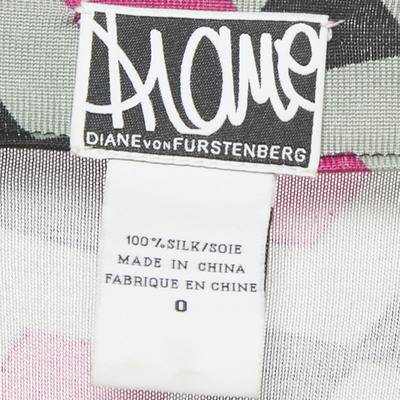 Diane
DIANE VON FURSTENBERG
100% SILK/SOIE
MADE IN CHINA
FABRIQUE EN CHINE
0